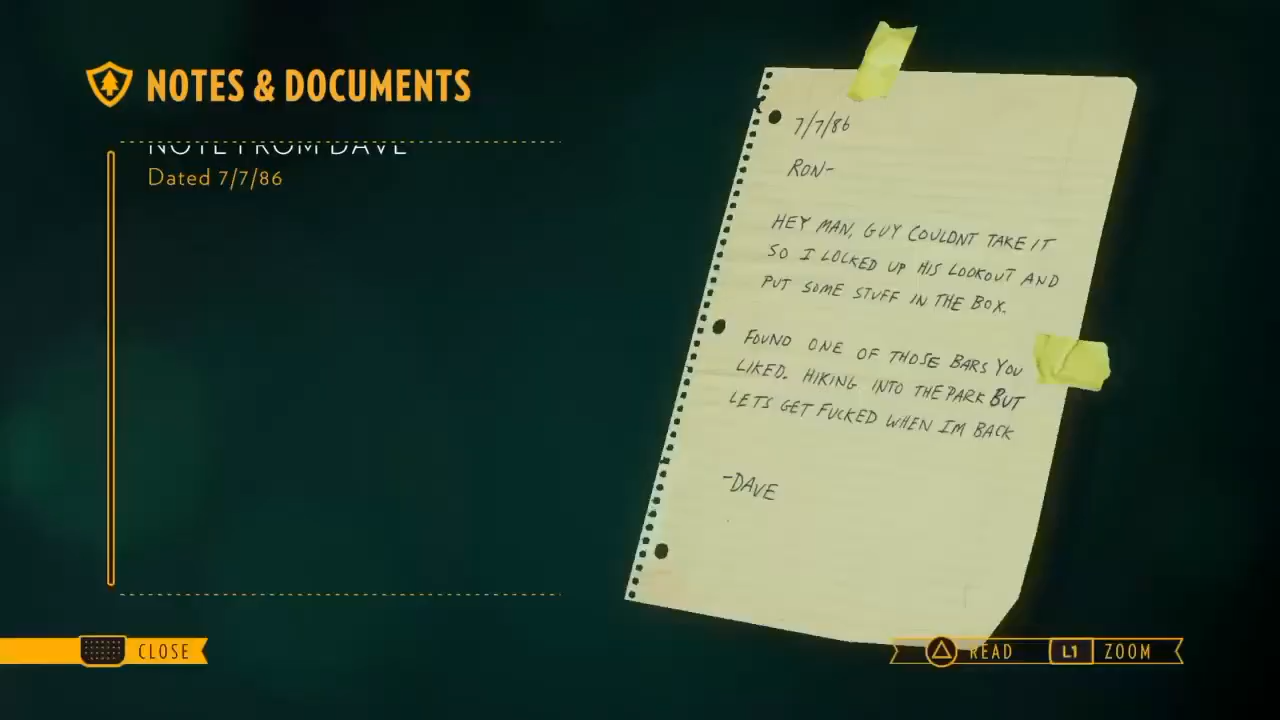 NOTES & DOCUMENTS
NOTE FROM DAVE
Dated 7/7/86
7/7/86
RON-
HEY MAN, GUY COULDNT TAKE IT
SO I LOCKED UP HIS LOOKOUT AND
PUT SOME STUFF IN THE BOX.
FOUND ONE OF THOSE BARS YOU
LIKED. HIKING INTO THE PARK BUT
LETS GET FUCKED WHEN IM BACK
-DAVE
CLOSE
READ
L1 ZOOM